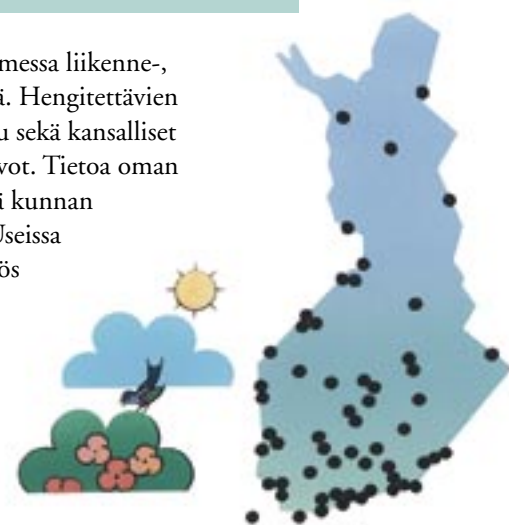 messa liikenne-,
ä. Hengitettävien
u sekä kansalliset
vot. Tietoa oman
i kunnan
Useissa
ös